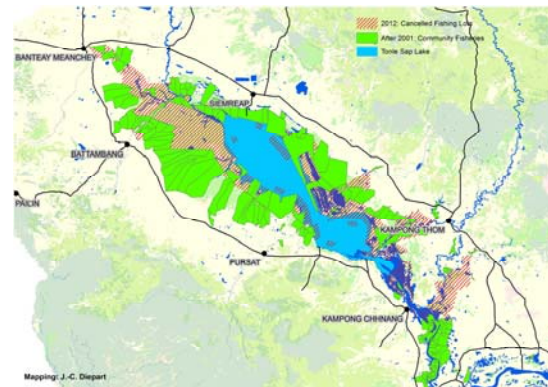 2012: Cancelled Fishing Lots
After 2001: Community Fisheries
Tonle Sap Lake
BANTEAY MEANCHEY
SIEMREAP
BATTAMBANG
PAILIN
KAMPONG THOM
PURSAT
KAMPONG CHHNANG
Mapping: J.-C. Diepart